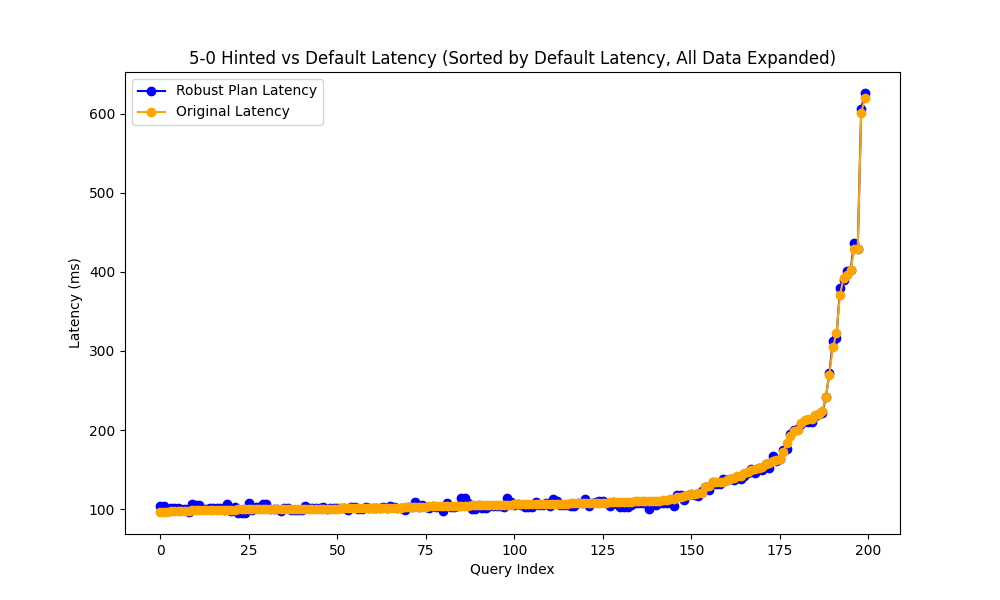 5-0 Hinted vs Default Latency (Sorted by Default Latency, All Data Expanded)
Robust Plan Latency
Original Latency
Latency (ms)
600
500
400
300
200
100
0 25 50 75 100 125 150 175 200
Query Index